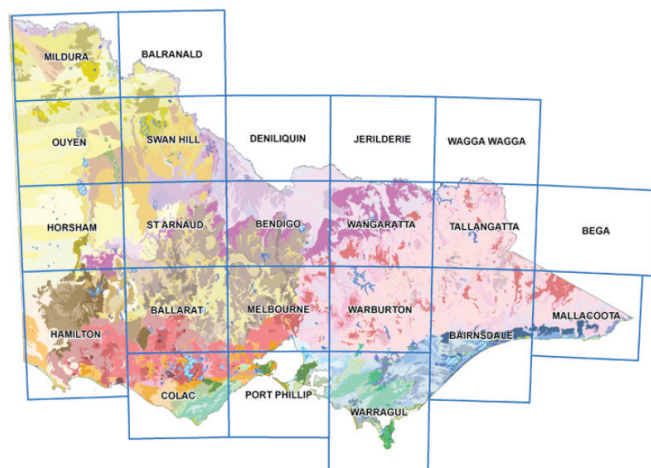 MILDURA
BALRANALD
OUYEN
SWAN HILL
DENILIQUIN
JERILDERIE
WAGGA WAGGA
HORSHAM
ST ARNAUD
BENDIGO
WANGARATTA
TALLANGATTA
BEGA
HAMILTON
BALLARAT
MELBOURNE
WARBURTON
BAIRNSDALE
MALLACOOTA
COLAC
PORT PHILLIP
WARRAGUL